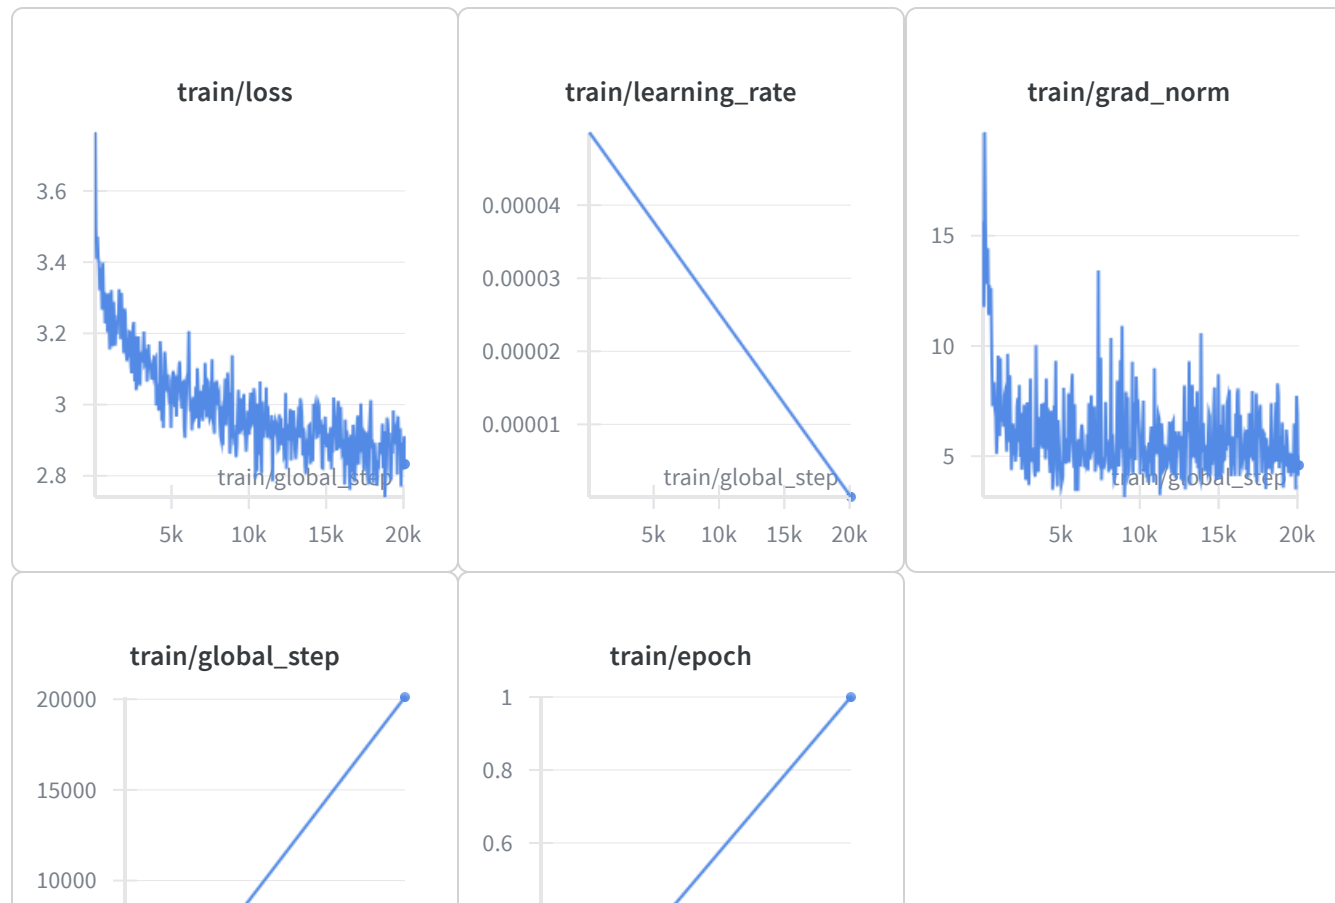 train/loss
3.6
3.4
3.2
3
2.8
train/global_step
5k 10k 15k 20k
train/learning_rate
0.00004
0.00003
0.00002
0.00001
train/global_step
5k 10k 15k 20k
train/grad_norm
15
10
5
train/global_step
5k 10k 15k 20k
train/global_step
20000
15000
10000
train/epoch
1
0.8
0.6